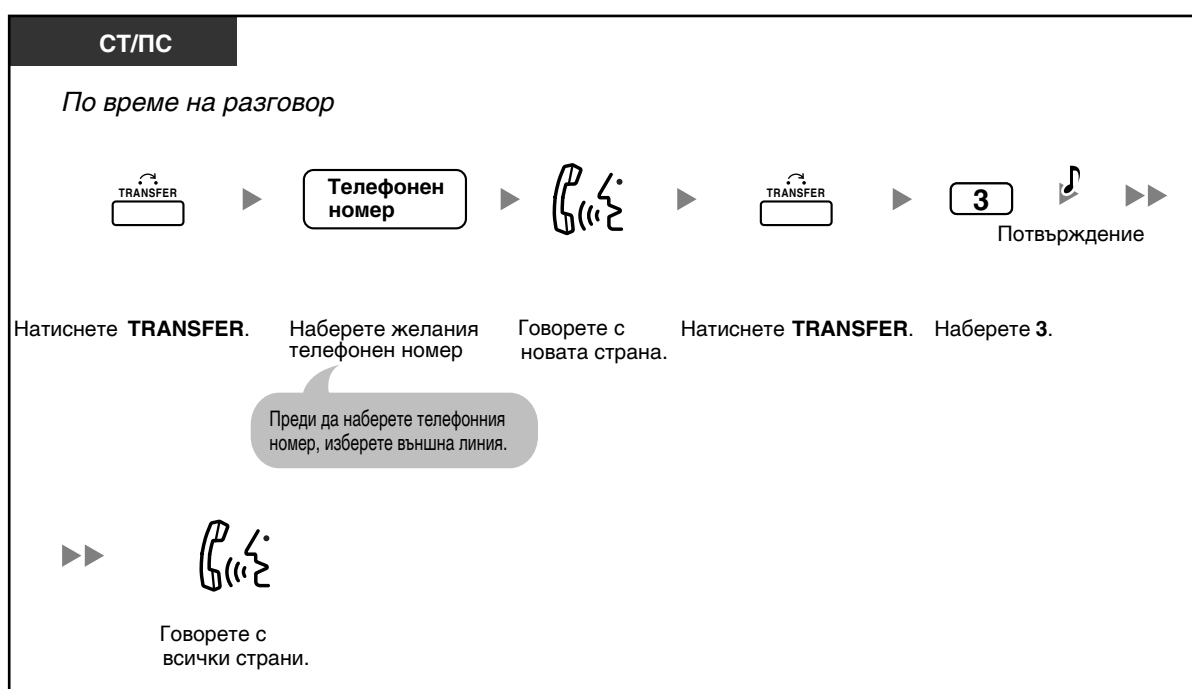 СТ/ПС
По време на разговор
TRANSFER
Телефонен
номер
TRANSFER
3
Потвърждение
Натиснете TRANSFER.
Наберете желания
телефонен номер
Говорете с
новата страна.
Натиснете TRANSFER.
Наберете 3.
Преди да наберете телефонния
номер, изберете външна линия.
Говорете с
всички страни.